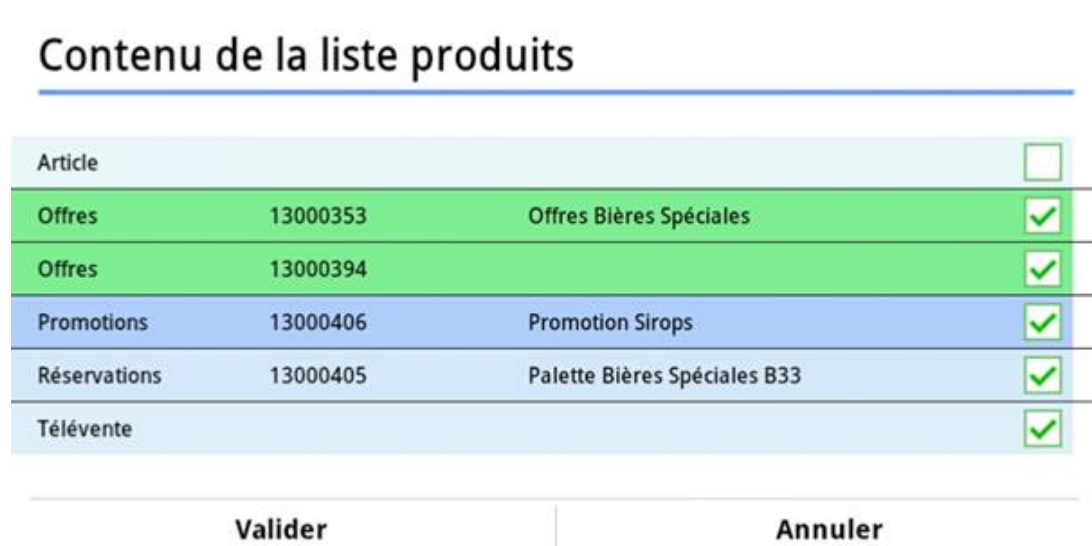 Contenu de la liste produits
Article
Offres 13000353 Offres Bières Spéciales
Offres 13000394
Promotions 13000406 Promotion Sirops
Réservations 13000405 Palette Bières Spéciales B33
Télévente
Valider Annuler